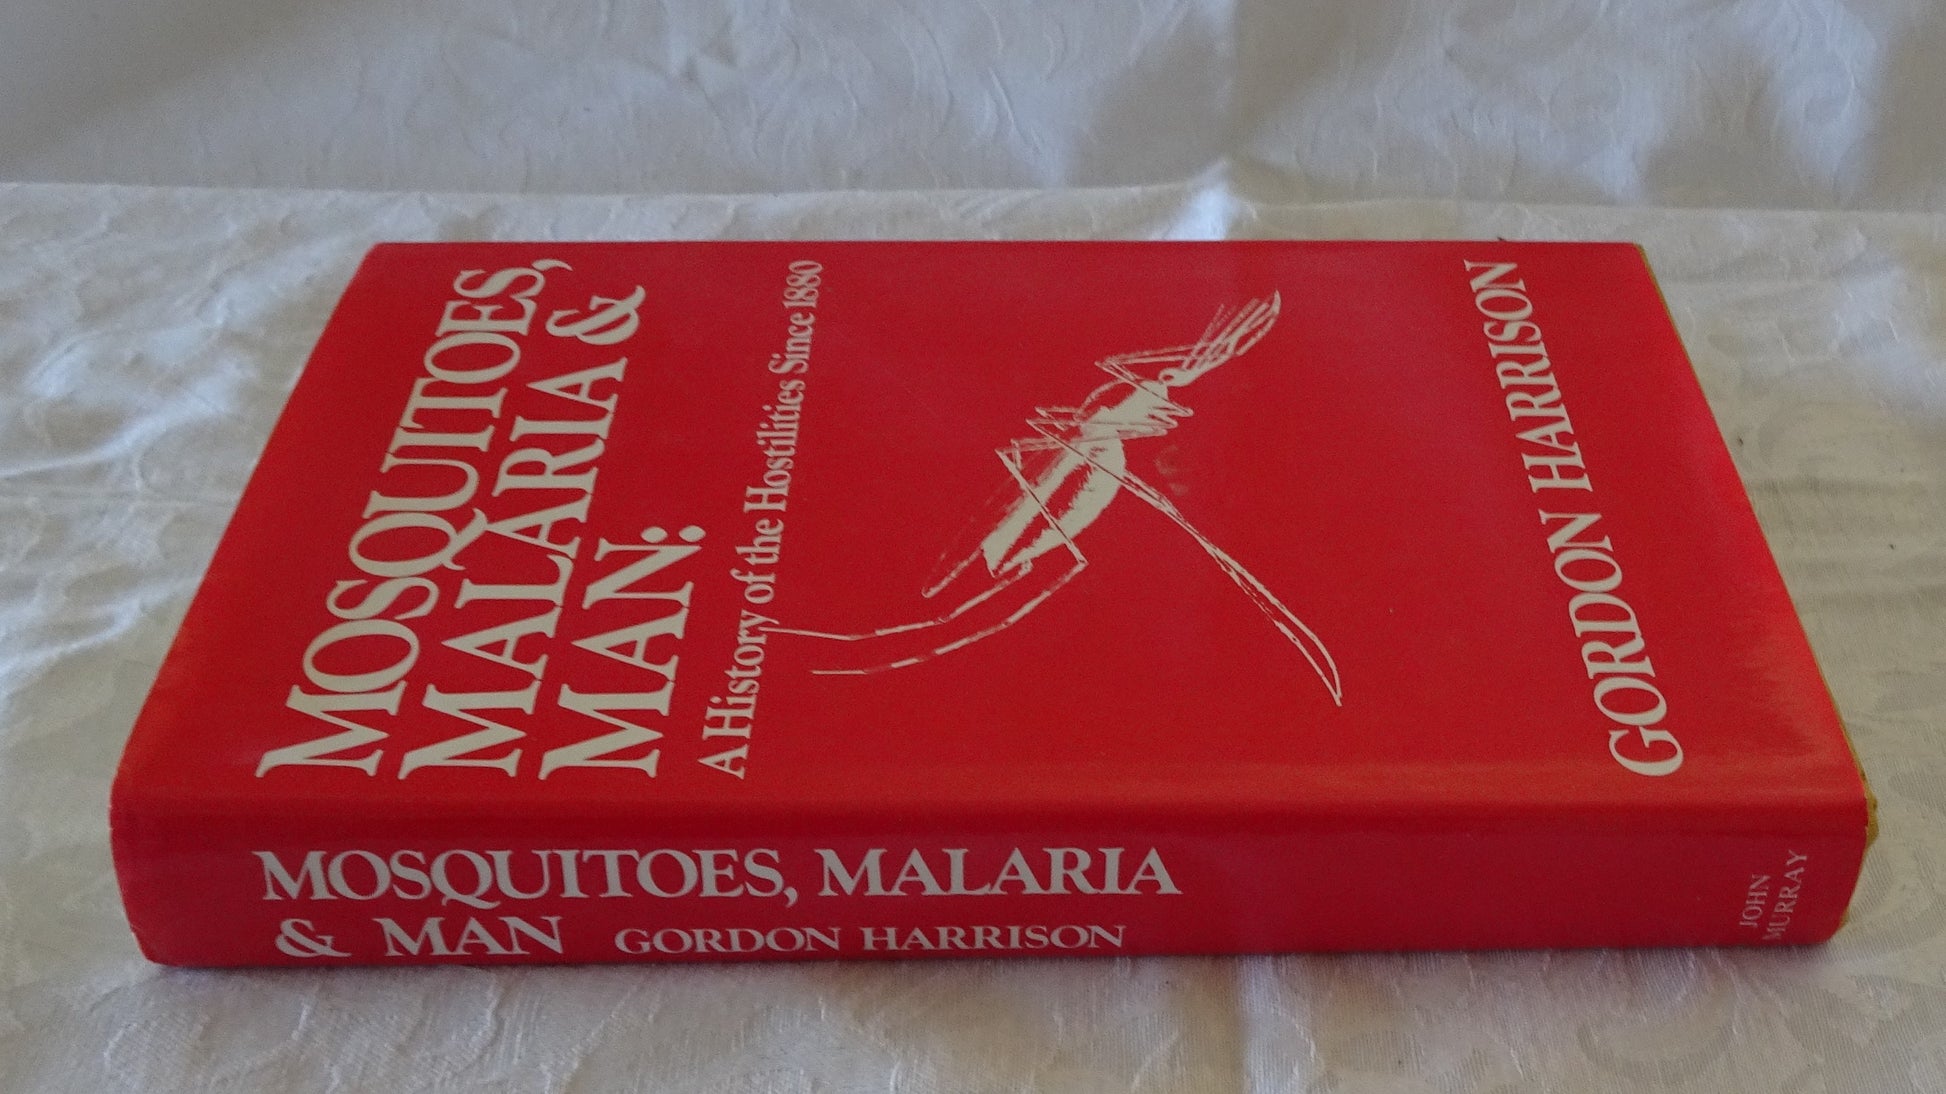 MOSQUITOES,
MALARIA &
MAN:
A History of the Hostilities Since 1880
GORDON HARRISON
MOSQUITOES, MALARIA
& MAN GORDON HARRISON
JOHN
MURRAY